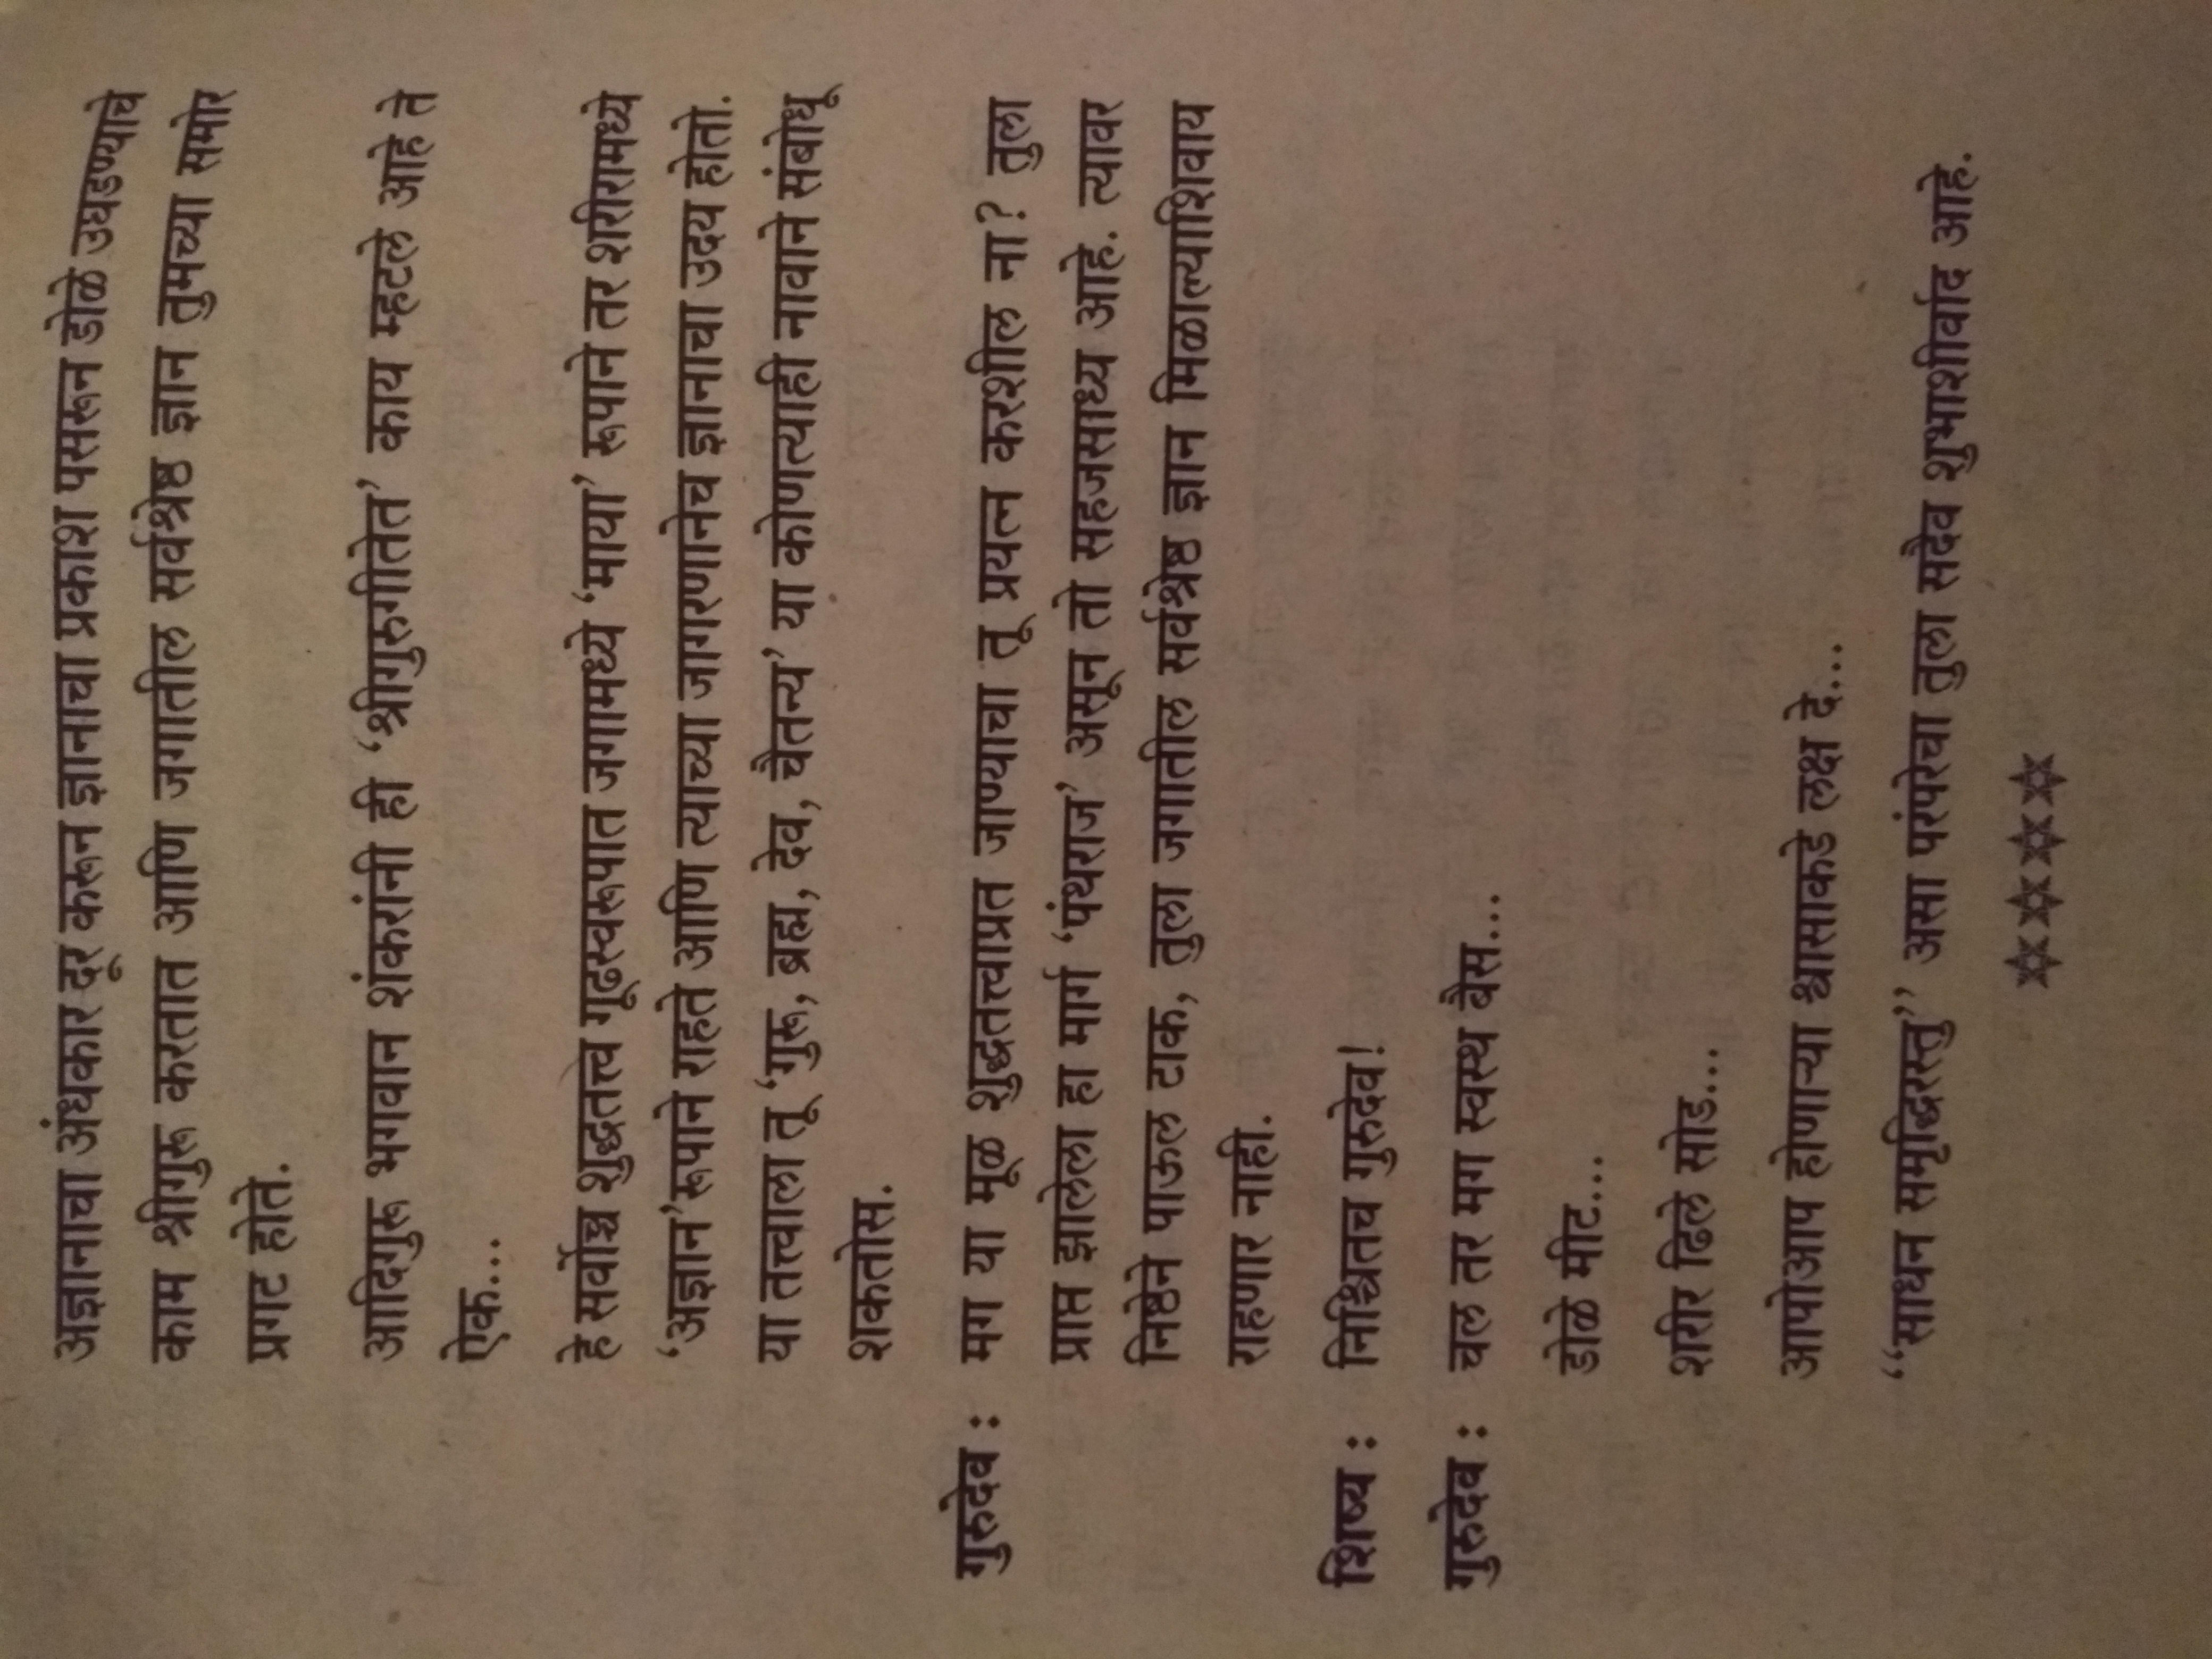 अज्ञानाचा अंधकार दूर करून ज्ञानाचा प्रकाश पसरून डोळे उघडण्याचे
काम श्रीगुरू करतात आणि जगातील सर्वश्रेष्ठ ज्ञान तुमच्या समोर
प्रगट होते.
आदिगुरू भगवान शंकरांनी ही ‘श्रीगुरुगीतेत’ काय म्हटले आहे ते
ऐक...
हे सर्वोच्च शुद्धतत्त्व गूढस्वरूपात जगामध्ये ‘माया’ रूपाने तर शरीरामध्ये
‘अज्ञान’रूपाने राहते आणि त्याच्या जागरणानेच ज्ञानाचा उदय होतो.
या तत्त्वाला तू ‘गुरू, ब्रह्म, देव, चैतन्य’ या कोणत्याही नावाने संबोधू
शकतोस.
गुरुदेव : मग या मूळ शुद्धतत्त्वाप्रत जाण्याचा तू प्रयत्न करशील ना? तुला
प्राप्त झालेला हा मार्ग ‘पंथराज’ असून तो सहजसाध्य आहे. त्यावर
निष्ठेने पाऊल टाक, तुला जगातील सर्वश्रेष्ठ ज्ञान मिळाल्याशिवाय
राहणार नाही.
शिष्य : निश्चितच गुरुदेव!
गुरुदेव : चल तर मग स्वस्थ बैस...
डोळे मीट...
शरीर ढिले सोड...
आपोआप होणाऱ्या श्वासाकडे लक्ष दे...
“साधन समृद्धिरस्तु” असा परंपरेचा तुला सदैव शुभाशीर्वाद आहे.